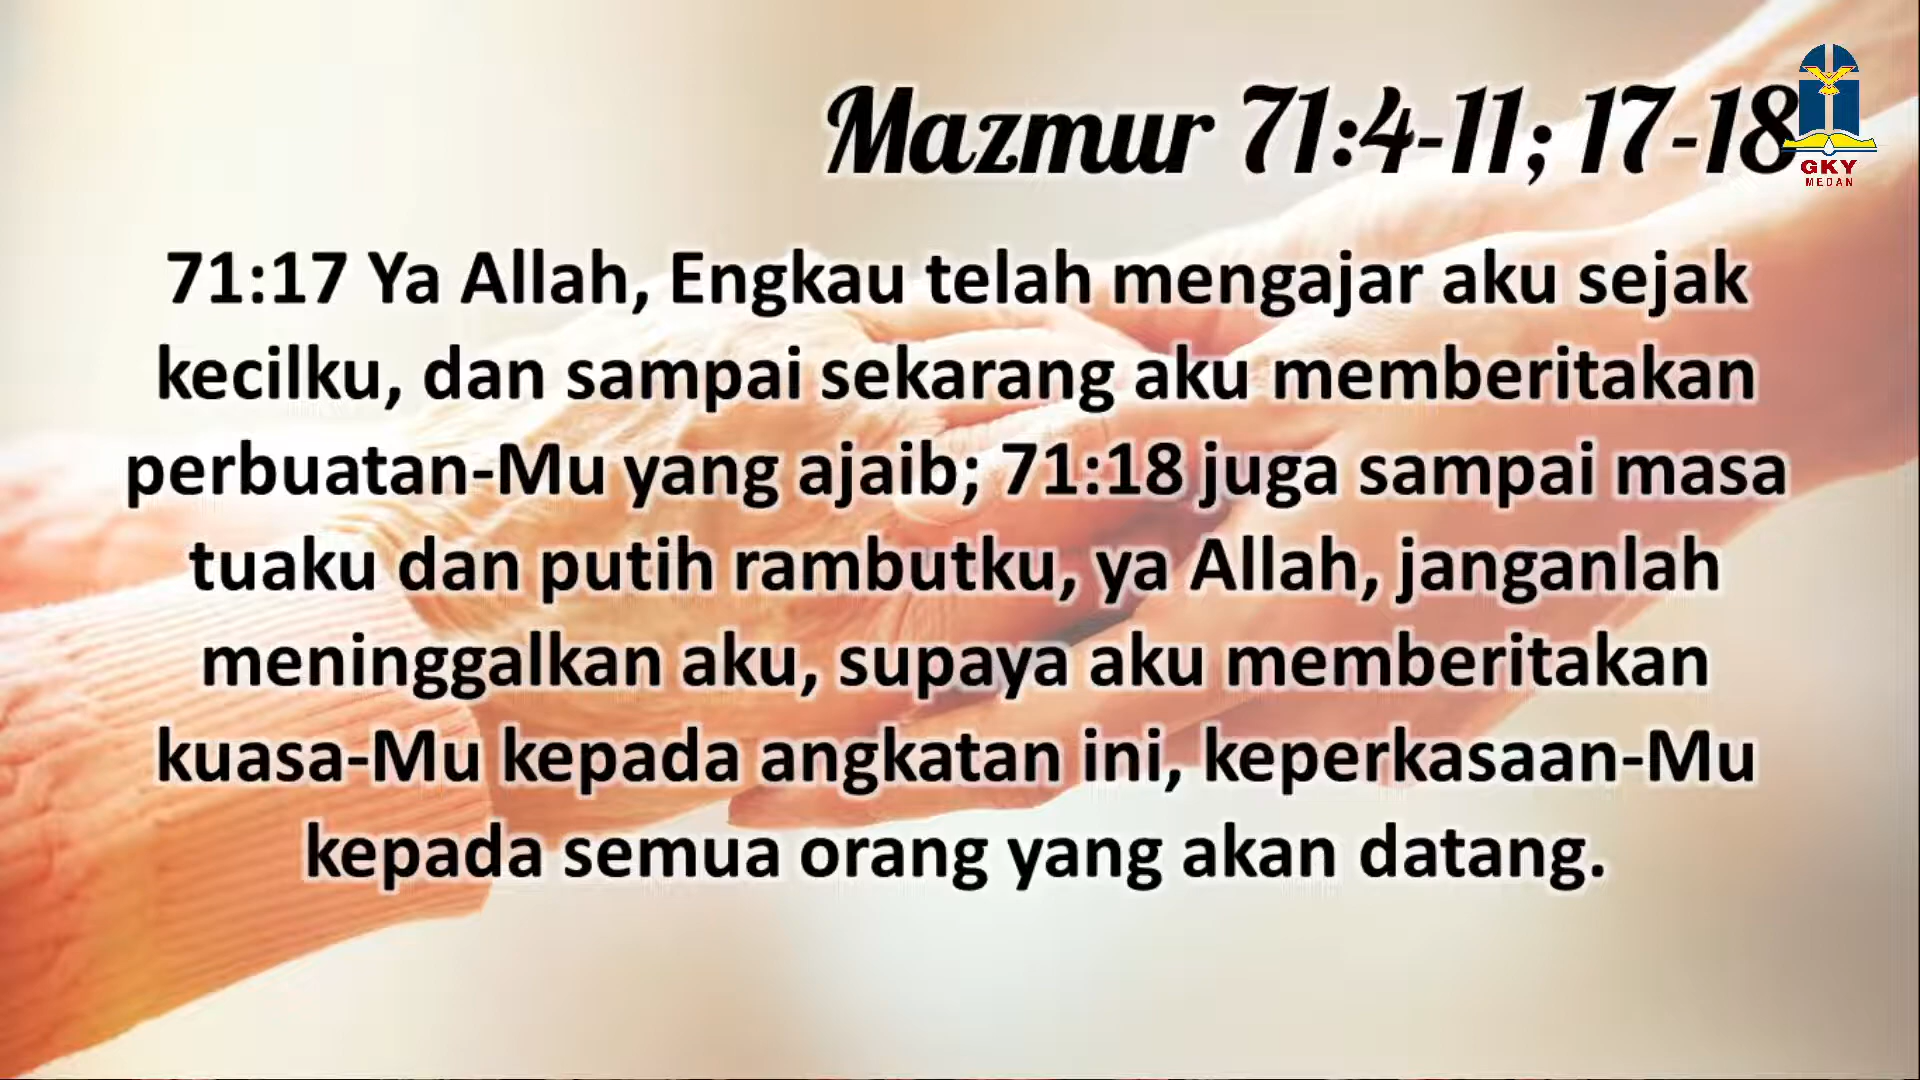 Mazmur 71:4-11; 17-18
GKY
MEDAN
71:17 Ya Allah, Engkau telah mengajar aku sejak
kecilku, dan sampai sekarang aku memberitakan
perbuatan-Mu yang ajaib; 71:18 juga sampai masa
tuaku dan putih rambutku, ya Allah, janganlah
meninggalkan aku, supaya aku memberitakan
kuasa-Mu kepada angkatan ini, keperkasaan-Mu
kepada semua orang yang akan datang.